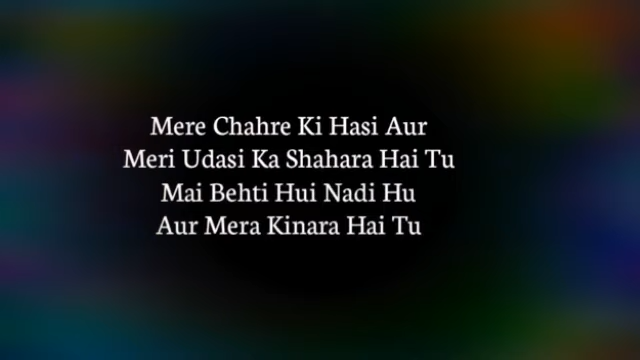 Mere Chahre Ki Hasi Aur
Meri Udasi Ka Shahara Hai Tu
Mai Behti Hui Nadi Hu
Aur Mera Kinara Hai Tu